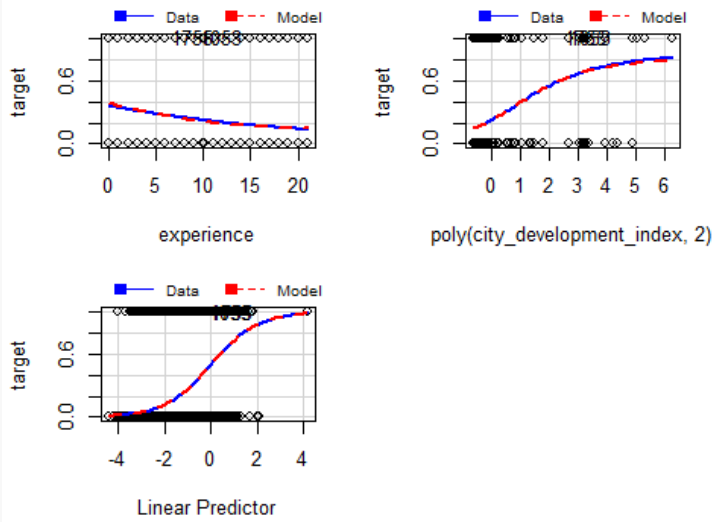 Data Model
Data Model
target
0.0 0.6
0 5 10 15 20
experience
target
0.0 0.6
0 1 2 3 4 5 6
poly(city_development_index, 2)
Data Model
target
0.0 0.6
-4 -2 0 2 4
Linear Predictor